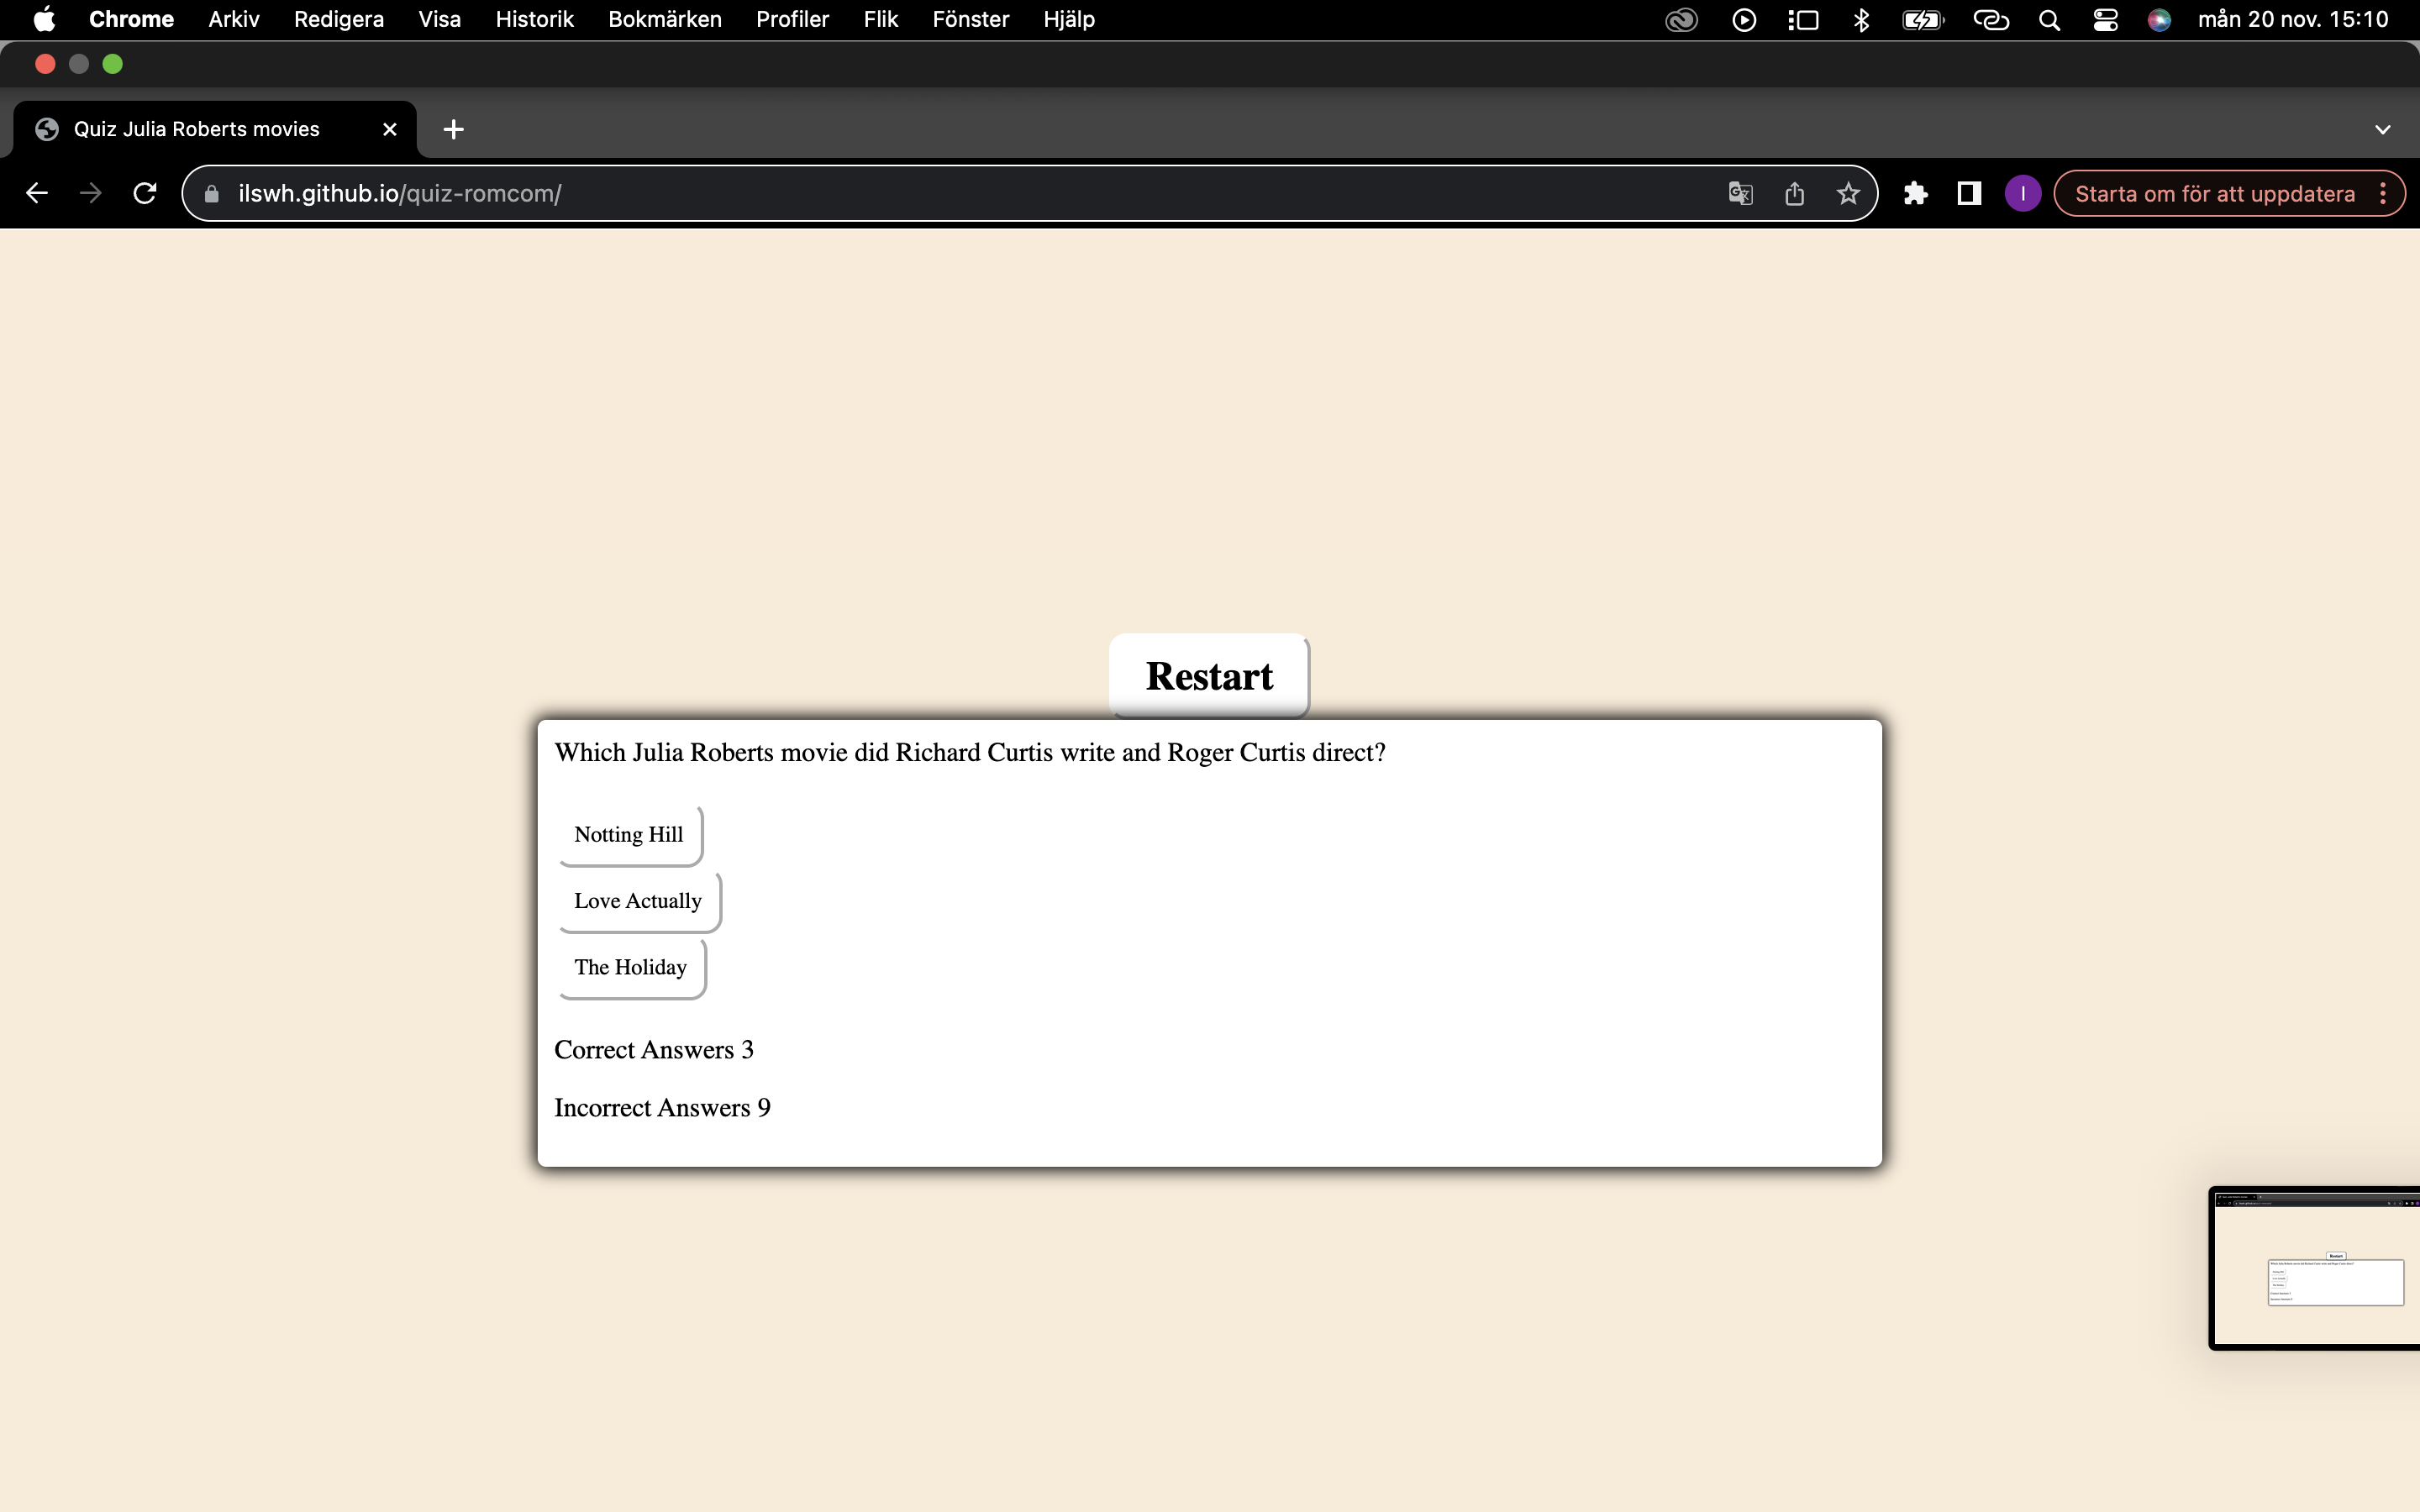 Chrome Arkiv Redigera Visa Historik Bokmärken Profiler Flik Fönster Hjälp mån 20 nov. 15:10
Quiz Julia Roberts movies
ilswh.github.io/quiz-romcom/ I Starta om för att uppdatera
Restart
Which Julia Roberts movie did Richard Curtis write and Roger Curtis direct?
Notting Hill
Love Actually
The Holiday
Correct Answers 3
Incorrect Answers 9
Restart